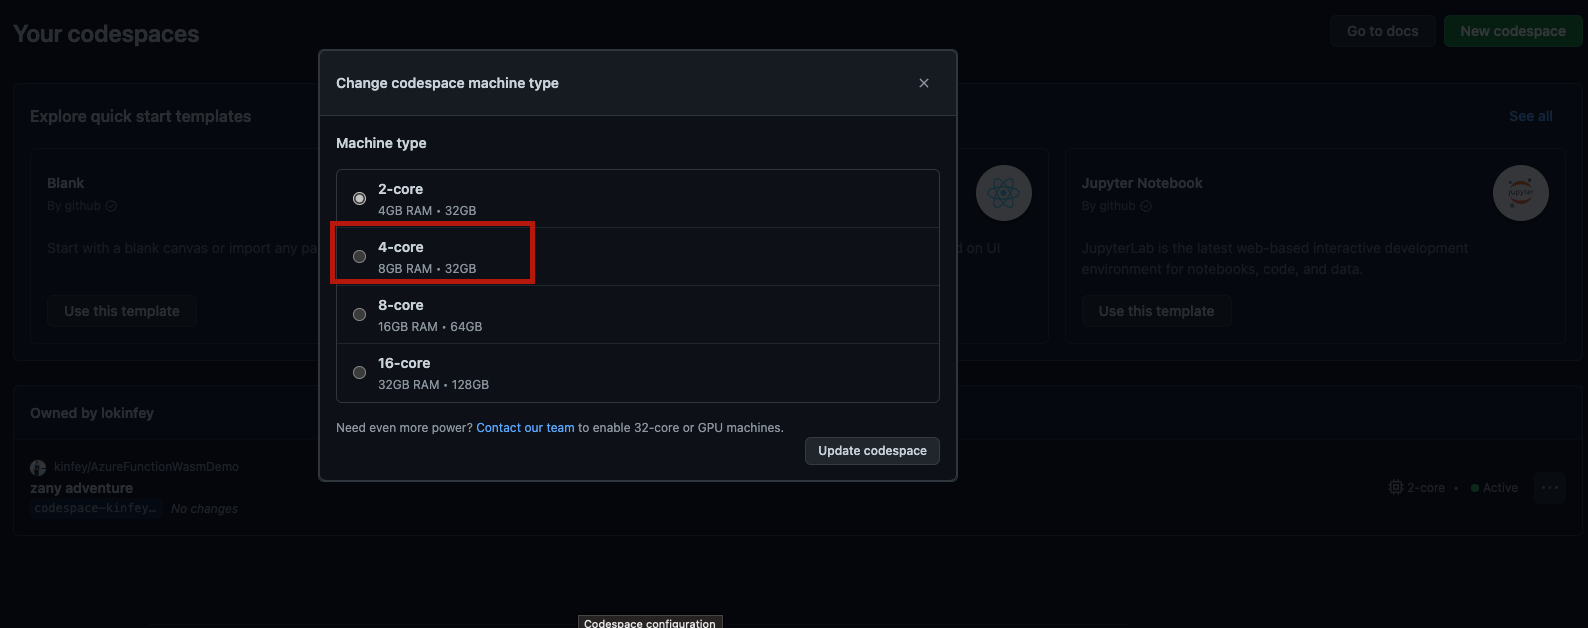 Your codespaces
Go to docs
New codespace
Change codespace machine type
Explore quick start templates
See all
Machine type
Blank
By github
Start with a blank canvas or import any pa
Use this template
2-core
4GB RAM • 32GB
4-core
8GB RAM • 32GB
8-core
16GB RAM • 64GB
16-core
32GB RAM • 128GB
d on UI
Jupyter Notebook
By github
jupyter
JupyterLab is the latest web-based interactive development
environment for notebooks, code, and data.
Use this template
Need even more power? Contact our team to enable 32-core or GPU machines.
Update codespace
Owned by lokinfey
kinfey/AzureFunctionWasmDemo
zany adventure
codespace-kinfey…
No changes
2-core • Active
Codespace configuration